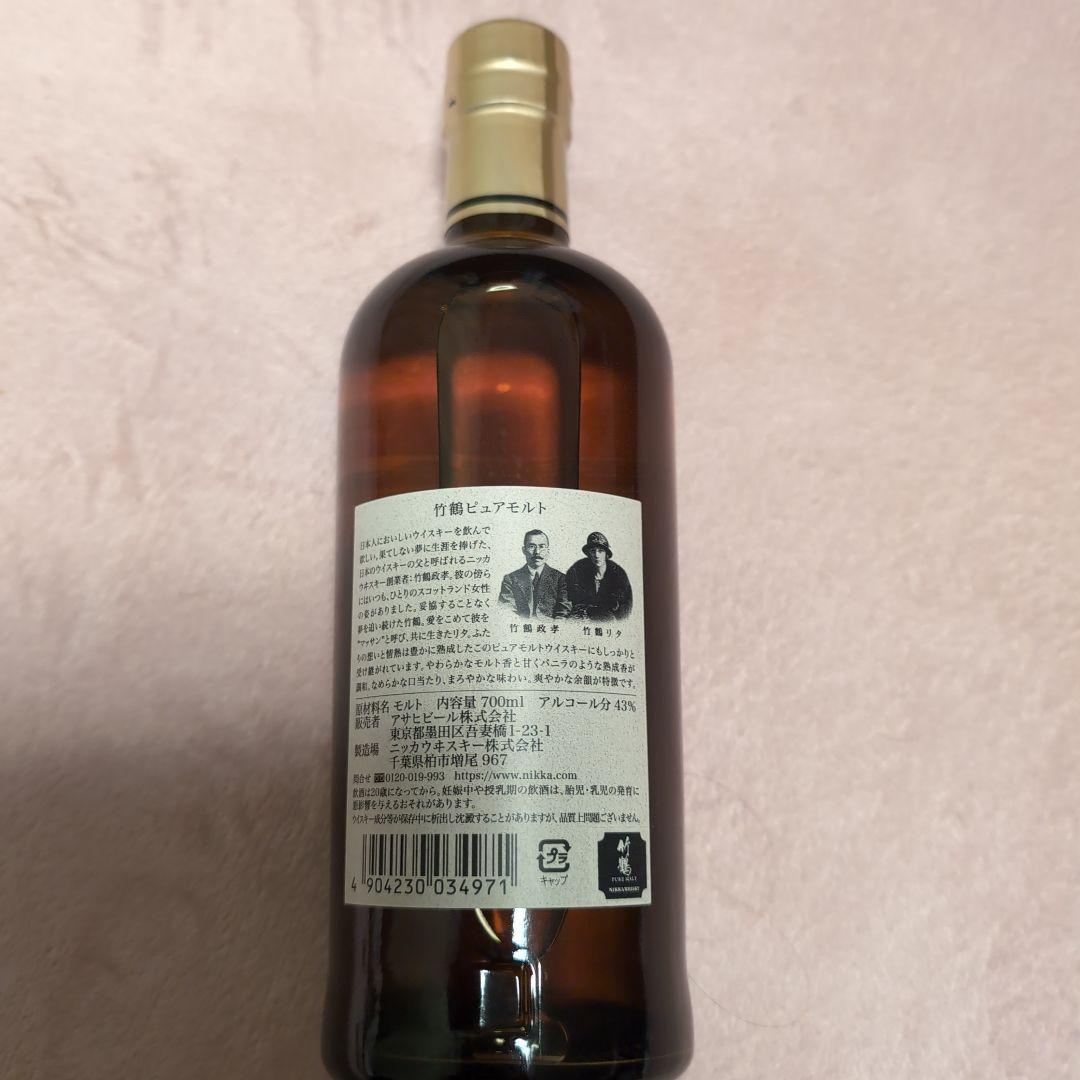 竹鶴ピュアモルト
日本人においしいウイスキーを飲んで
欲しい。果てしない夢に生涯を捧げた、
日本のウイスキーの父と呼ばれるニッカ
ウヰスキー創業者：竹鶴政孝。彼の傍ら
にはいつも、ひとりのスコットランド女性
の姿がありました。妥協することなく
夢を追い続けた竹鶴。愛をこめて彼を
"マッサン"と呼び、共に生きたリタ。ふた
りの想いと情熱は豊かに熟成したこのピュアモルトウイスキーにもしっかりと
受け継がれています。やわらかなモルト香と甘くバニラのような熟成香が
調和。なめらかな口当たり、まろやかな味わい。爽やかな余韻が特徴です。
竹鶴政孝 竹鶴リタ
原材料名 モルト 内容量 700ml アルコール分 43%
販売者 アサヒビール株式会社
東京都墨田区吾妻橋1-23-1
製造場 ニッカウヰスキー株式会社
千葉県柏市増尾967
問合せ 0120-019-993 https://www.nikka.com
飲酒は20歳になってから。妊娠中や授乳期の飲酒は、胎児・乳児の発育に
悪影響を与えるおそれがあります。
ウイスキー成分等が保存中に析出し沈澱することがありますが、品質上問題ございません。
4 904230 034971
プラ
キャップ
竹鶴
PURE MALT
NIKKA WHISKY